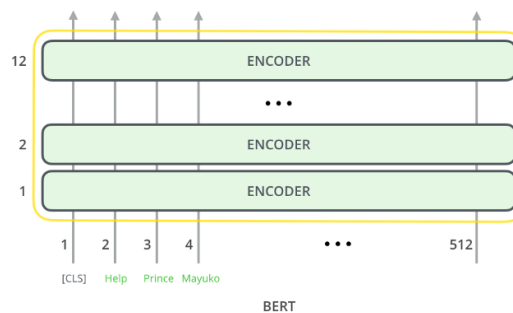 12 ENCODER
...
2 ENCODER
1 ENCODER
1 2 3 4 ... 512
[CLS] Help Prince Mayuko
BERT